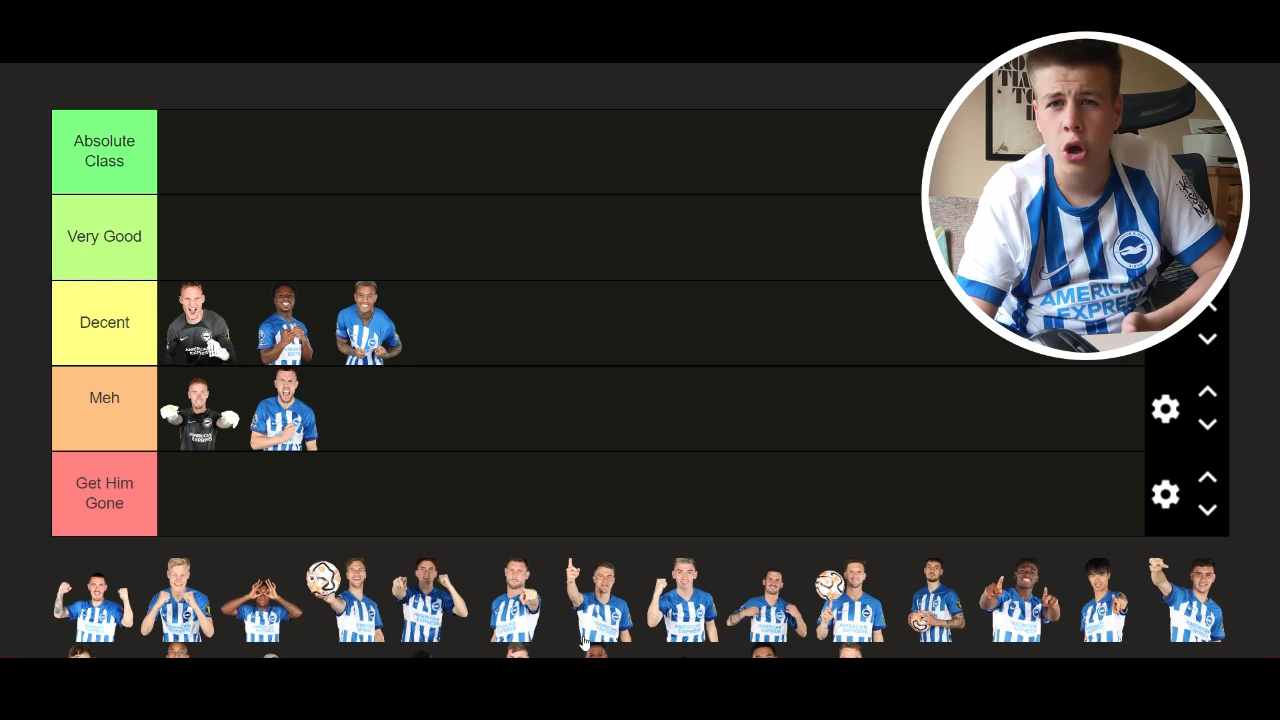 Absolute
Class
Very Good
Decent
Meh
Get Him
Gone
AMERICAN
EXPRESS